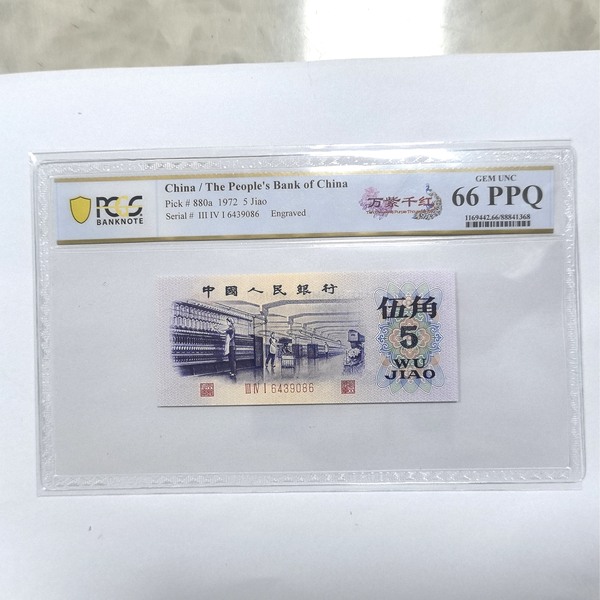 PCGS
BANKNOTE
China / The People's Bank of China
Pick # 880a 1972 5 Jiao
Serial # III IV I 6439086 Engraved
万紫千红
GEM UNC
66 PPQ
1169442.66/88841368
中國人民銀行
伍角
5
WU
JIAO
III IV I 6439086